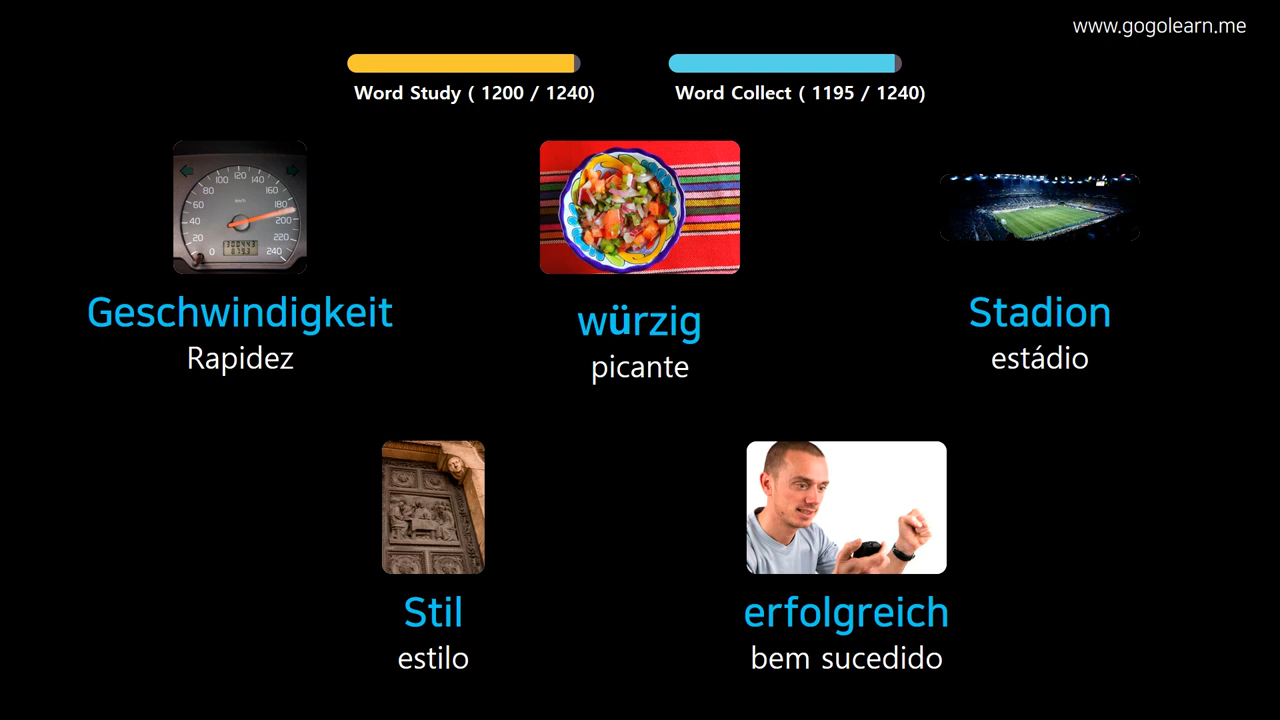 www.gogolearn.me
Word Study ( 1200 / 1240)
Word Collect ( 1195 / 1240)
Geschwindigkeit
Rapidez
würzig
picante
Stadion
estádio
Stil
estilo
erfolgreich
bem sucedido